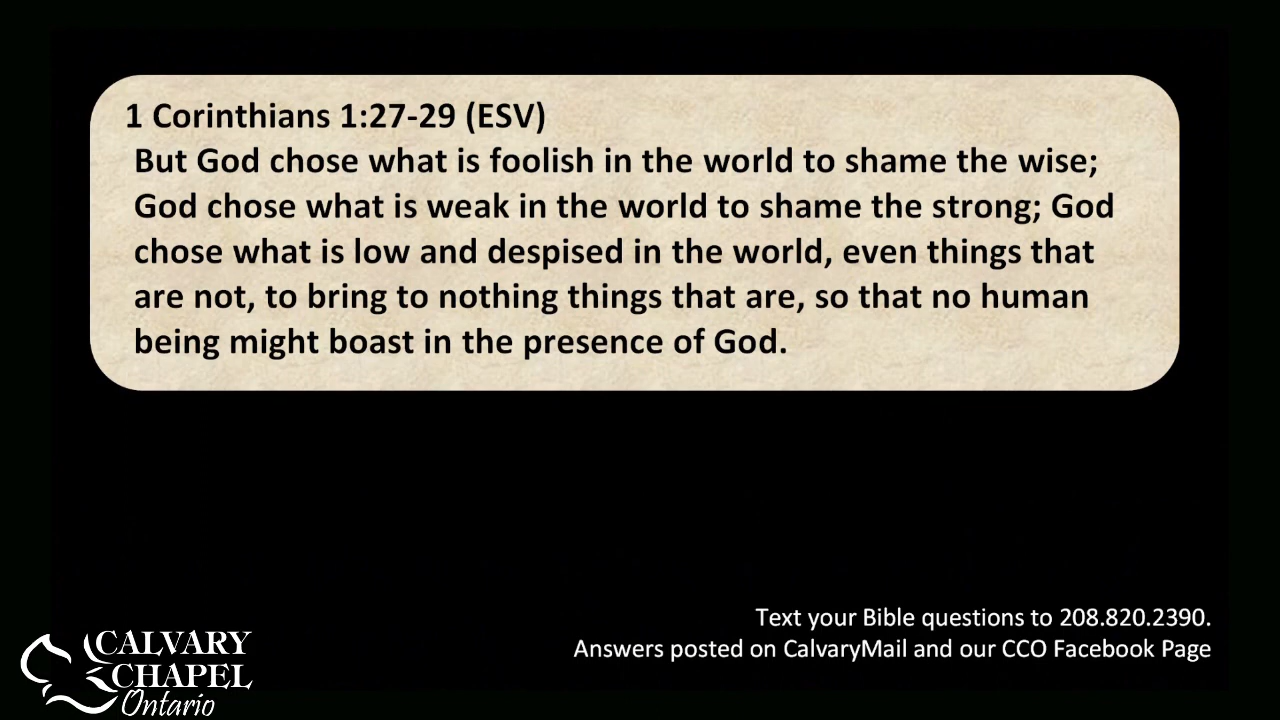 1 Corinthians 1:27-29 (ESV)
But God chose what is foolish in the world to shame the wise;
God chose what is weak in the world to shame the strong; God
chose what is low and despised in the world, even things that
are not, to bring to nothing things that are, so that no human
being might boast in the presence of God.
Text your Bible questions to 208.820.2390.
Answers posted on CalvaryMail and our CCO Facebook Page
CALVARY
CHAPEL
Ontario